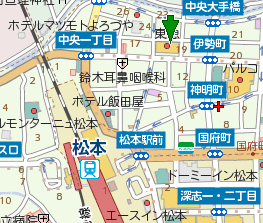 中央大手橋
ホテルマツモトよろづや
東
中央一丁目
伊勢町
パルコ
鈴木耳鼻咽喉科
神明町
ホテル飯田屋
ルモンターニュ松本
松本駅前
国府町
スロ
松本
ドーミーイン松本
深志一・二丁目
立病院
エースイン松本